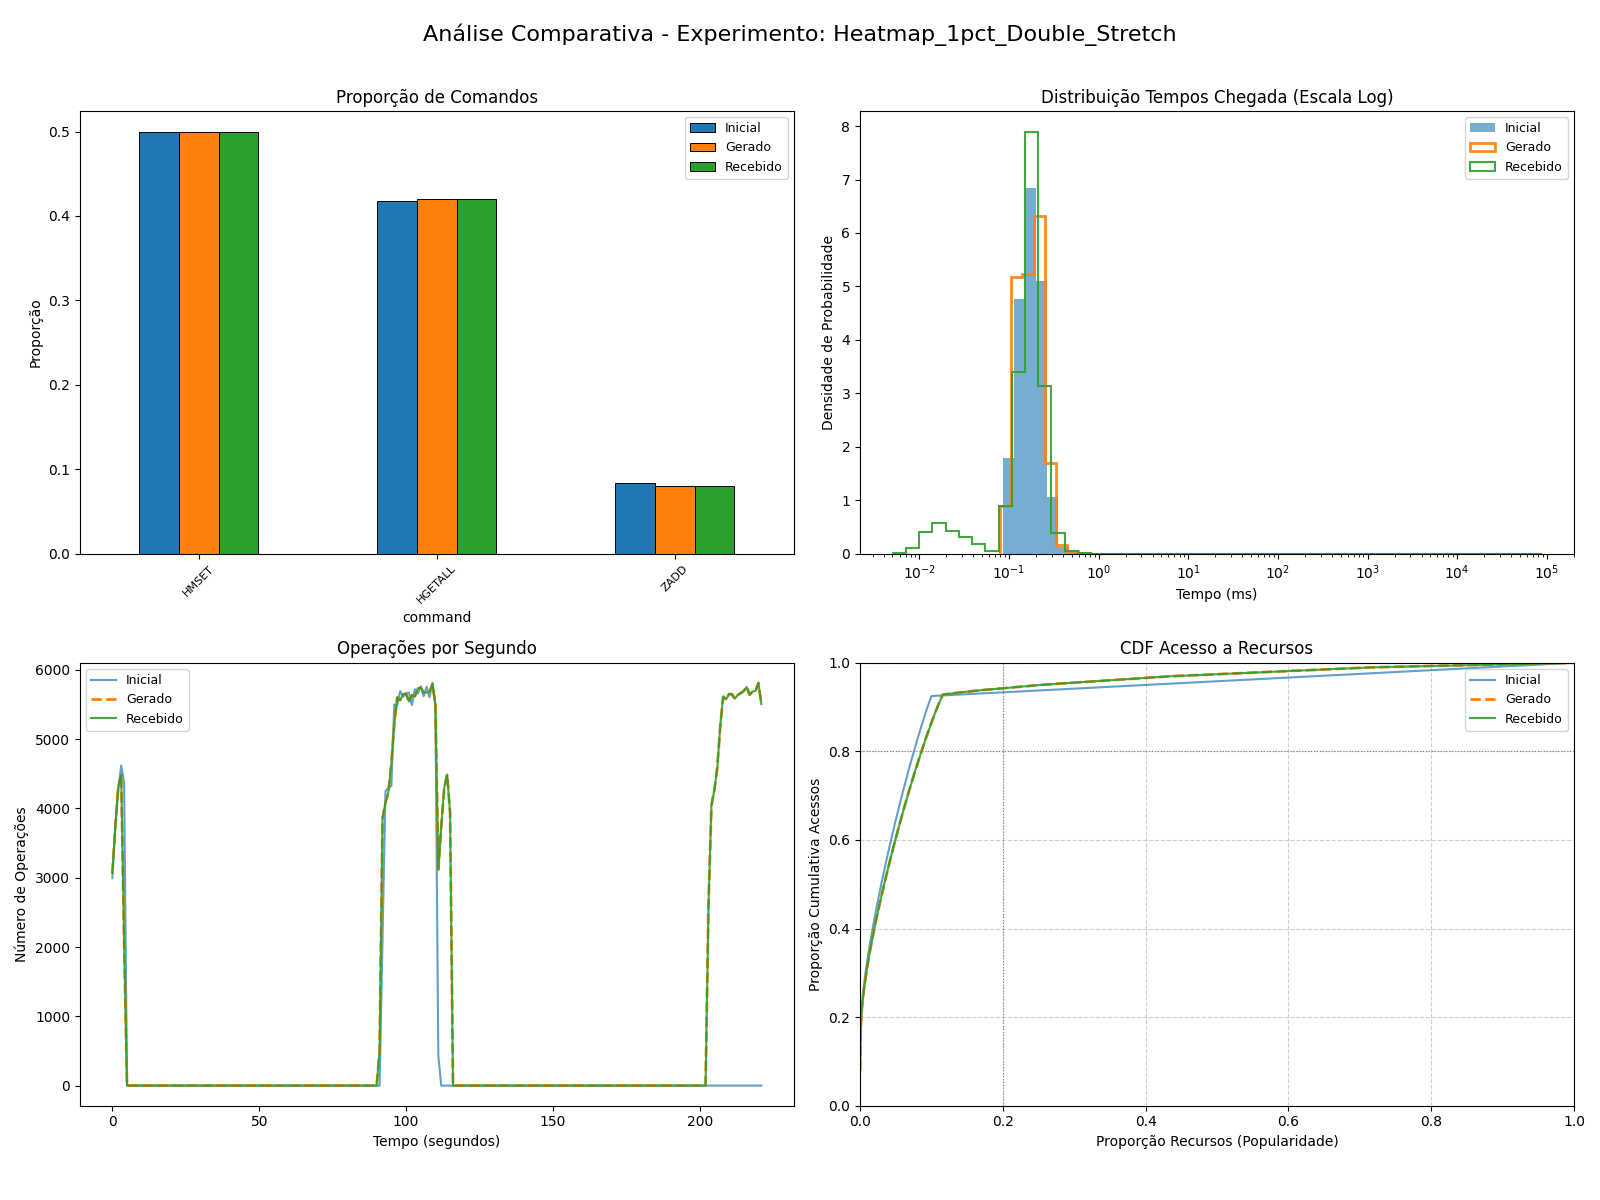 Análise Comparativa - Experimento: Heatmap_1pct_Double_Stretch
Proporção de Comandos
Proporção
0.5
0.4
0.3
0.2
0.1
0.0
Inicial
Gerado
Recebido
HMSET
HGETALL
ZADD
command
Distribuição Tempos Chegada (Escala Log)
Densidade de Probabilidade
8
7
6
5
4
3
2
1
0
Inicial
Gerado
Recebido
10⁻² 10⁻¹ 10⁰ 10¹ 10² 10³ 10⁴ 10⁵
Tempo (ms)
Operações por Segundo
Número de Operações
6000
5000
4000
3000
2000
1000
0
Inicial
Gerado
Recebido
0 50 100 150 200
Tempo (segundos)
CDF Acesso a Recursos
Proporção Cumulativa Acessos
1.0
0.8
0.6
0.4
0.2
0.0
Inicial
Gerado
Recebido
0.0 0.2 0.4 0.6 0.8 1.0
Proporção Recursos (Popularidade)